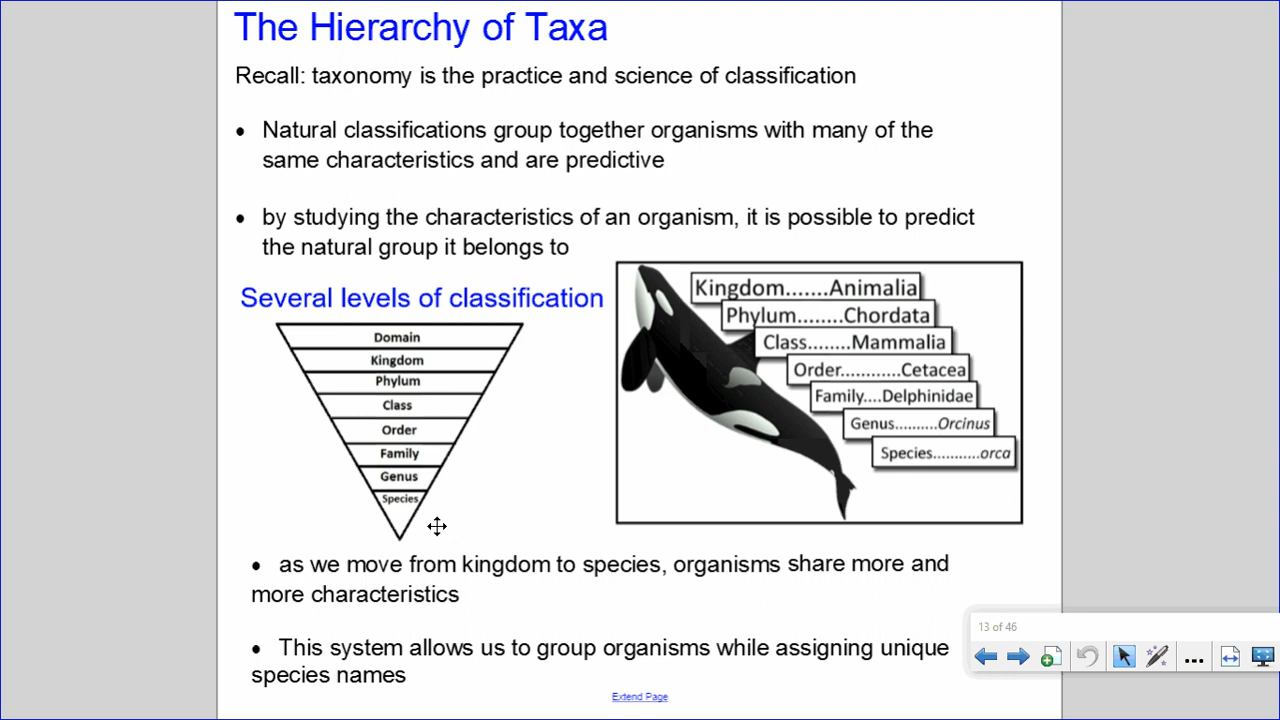 The Hierarchy of Taxa
Recall: taxonomy is the practice and science of classification
• Natural classifications group together organisms with many of the
same characteristics and are predictive
• by studying the characteristics of an organism, it is possible to predict
the natural group it belongs to
Several levels of classification
Domain
Kingdom
Phylum
Class
Order
Family
Genus
Species
Kingdom.......Animalia
Phylum........Chordata
Class........Mammalia
Order............Cetacea
Family....Delphinidae
Genus..........Orcinus
Species...........orca
• as we move from kingdom to species, organisms share more and
more characteristics
• This system allows us to group organisms while assigning unique
species names
Extend Page
13 of 46